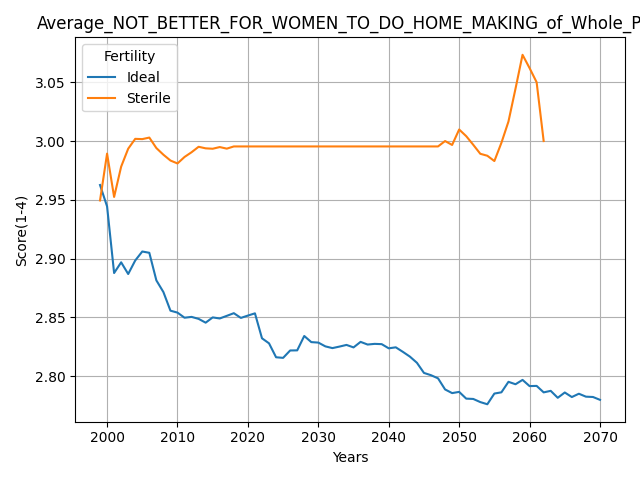 Average_NOT_BETTER_FOR_WOMEN_TO_DO_HOME_MAKING_of_Whole_P
Fertility
Ideal
Sterile
3.05
3.00
2.95
2.90
2.85
2.80
Score(1-4)
2000 2010 2020 2030 2040 2050 2060 2070
Years